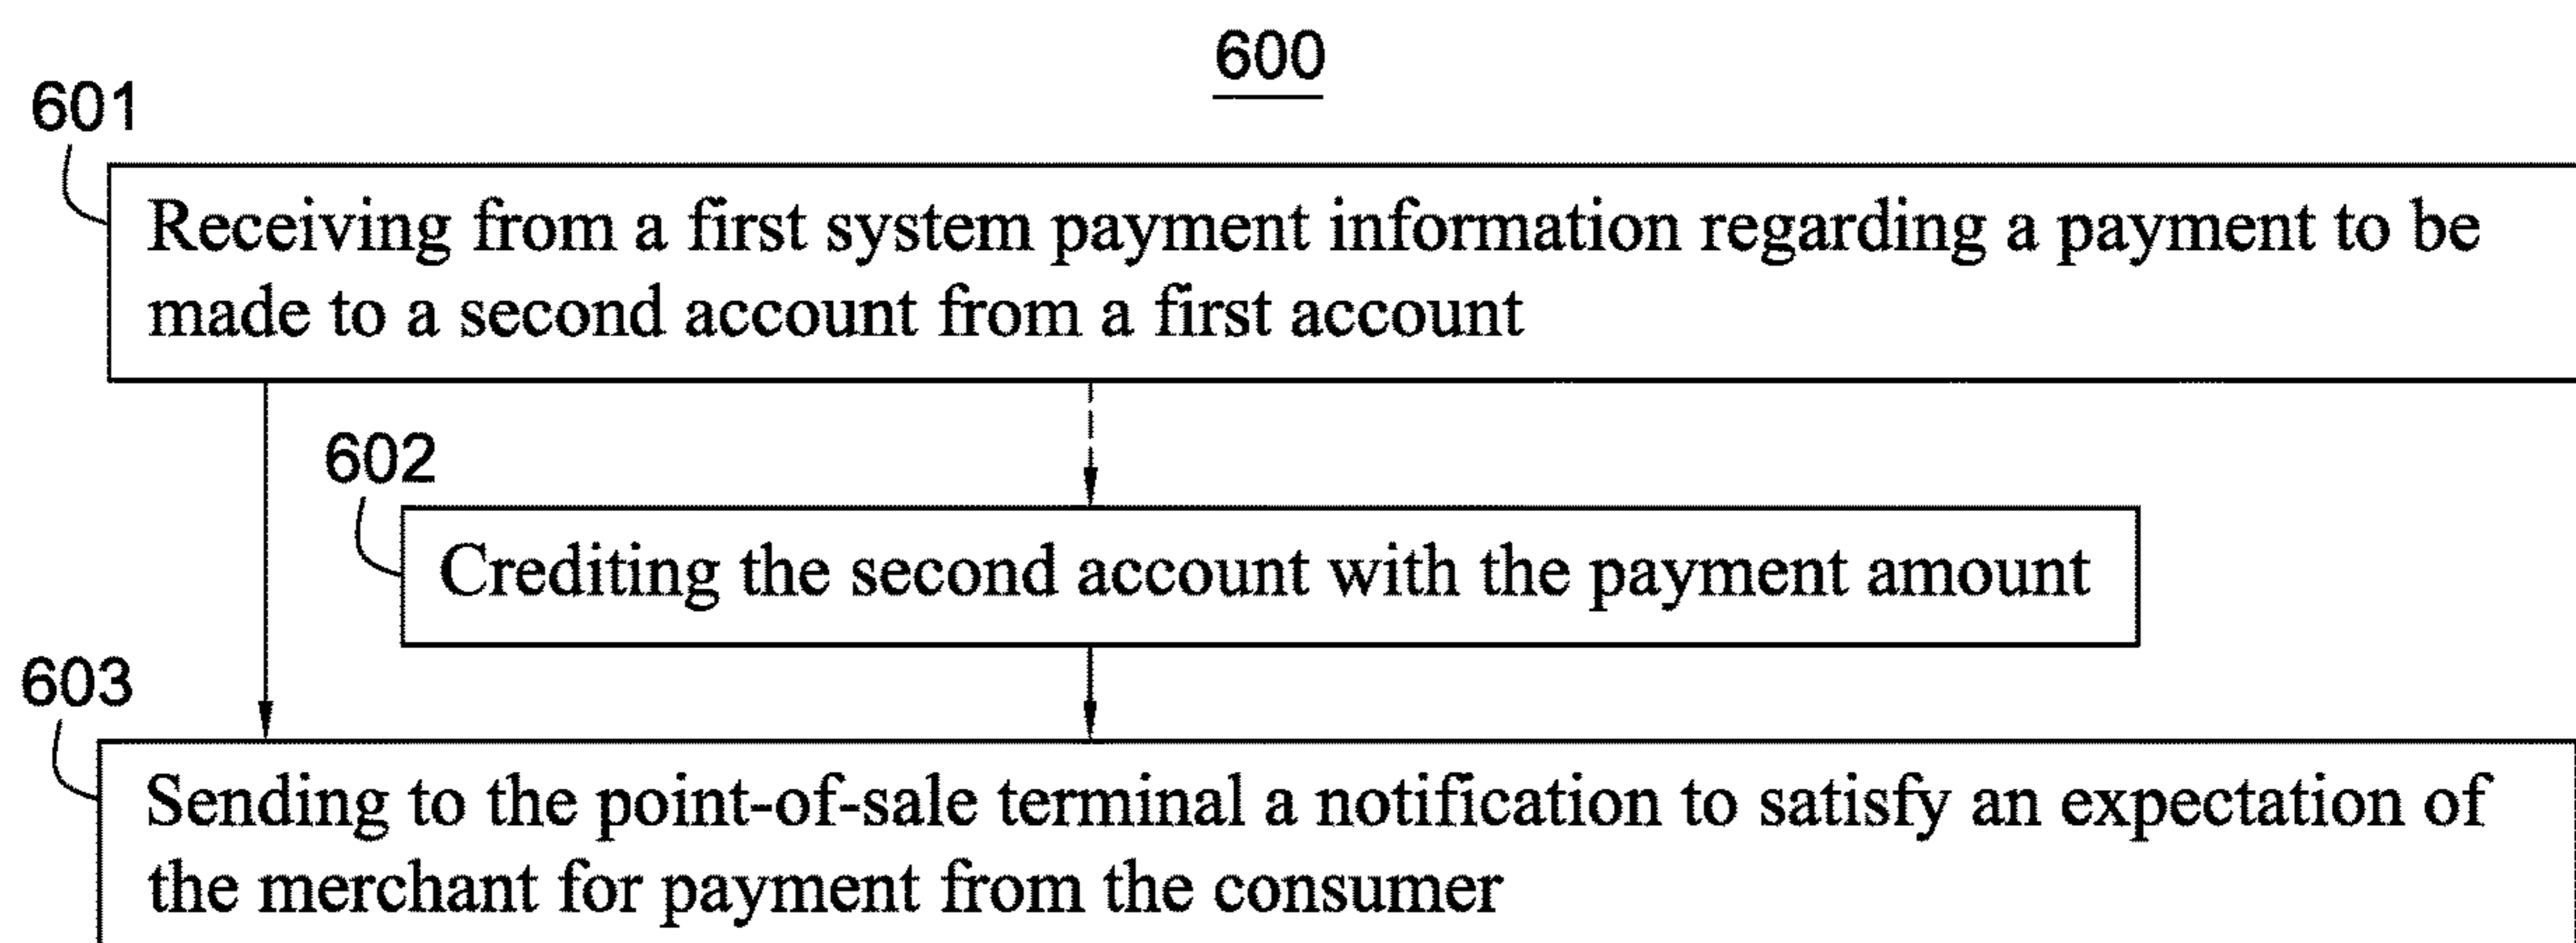 600
601
Receiving from a first system payment information regarding a payment to be
made to a second account from a first account
602
Crediting the second account with the payment amount
603
Sending to the point-of-sale terminal a notification to satisfy an expectation of
the merchant for payment from the consumer